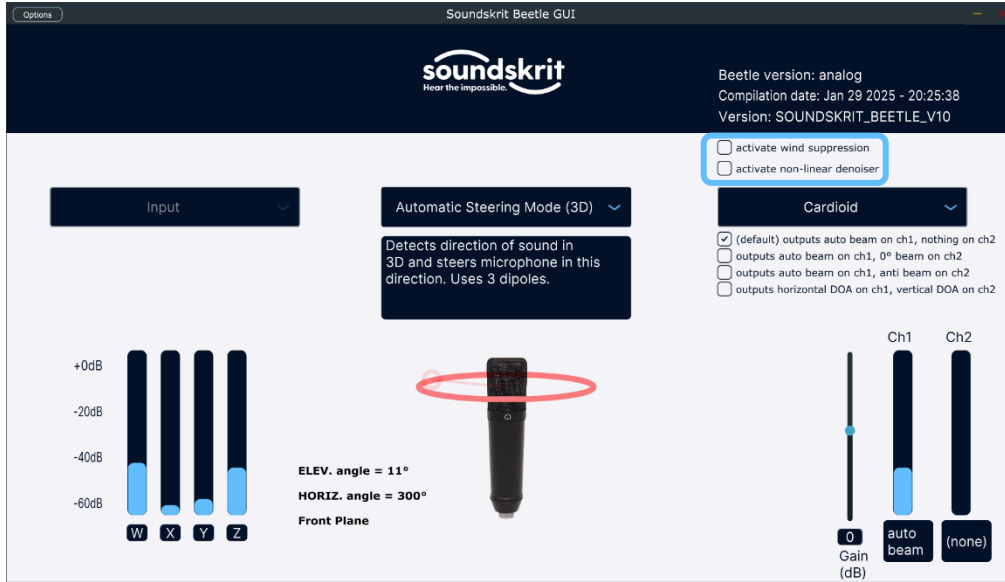 Options
Soundskrit Beetle GUI
soundskrit
Hear the impossible.
Beetle version: analog
Compilation date: Jan 29 2025 - 20:25:38
Version: SOUNDSKRIT_BEETLE_V10
activate wind suppression
activate non-linear denoiser
Input
Automatic Steering Mode (3D)
Cardioid
Detects direction of sound in
3D and steers microphone in this
direction. Uses 3 dipoles.
(default) outputs auto beam on ch1, nothing on ch2
outputs auto beam on ch1, 0° beam on ch2
outputs auto beam on ch1, anti beam on ch2
outputs horizontal DOA on ch1, vertical DOA on ch2
Ch1 Ch2
+0dB
-20dB
-40dB
-60dB
W X Y Z
ELEV. angle = 11°
HORIZ. angle = 300°
Front Plane
0
Gain
(dB)
auto
beam
(none)